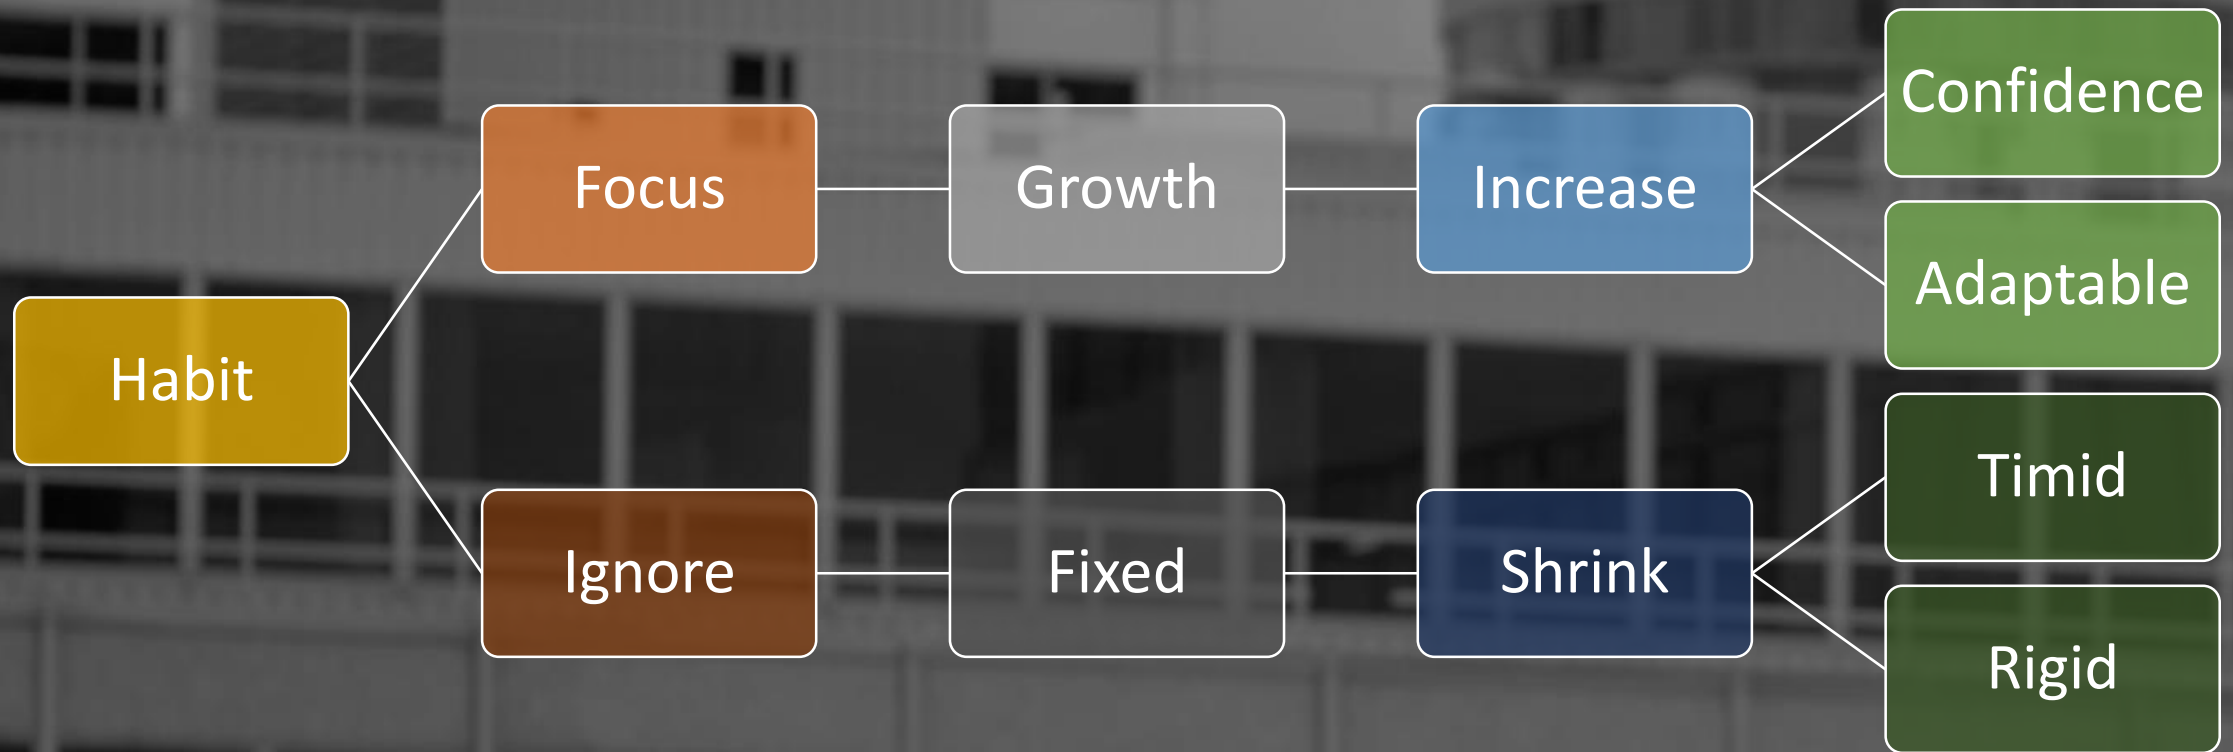 Habit
Focus
Growth
Increase
Confidence
Adaptable
Ignore
Fixed
Shrink
Timid
Rigid